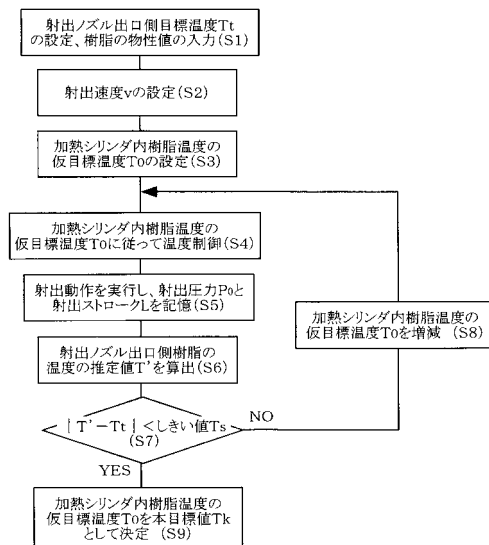 射出ノズル出口側目標温度Tt
の設定、樹脂の物性値の入力(S1)
射出速度vの設定(S2)
加熱シリンダ内樹脂温度の
仮目標温度T0の設定(S3)
加熱シリンダ内樹脂温度の
仮目標温度T0に従って温度制御(S4)
射出動作を実行し、射出圧力P0と
射出ストロークLを記憶(S5)
射出ノズル出口側樹脂の
温度の推定値T'を算出(S6)
加熱シリンダ内樹脂温度の
仮目標温度T0を増減 (S8)
| T'-Tt | <しきい値Ts
(S7)
NO
YES
加熱シリンダ内樹脂温度の
仮目標温度T0を本目標値Tk
として決定 (S9)